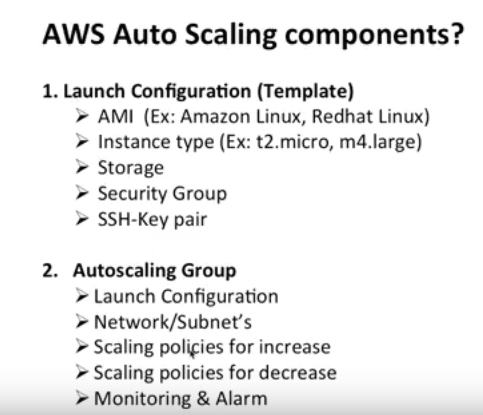 AWS Auto Scaling components?
1. Launch Configuration (Template)
➢ AMI (Ex: Amazon Linux, Redhat Linux)
➢ Instance type (Ex: t2.micro, m4.large)
➢ Storage
➢ Security Group
➢ SSH-Key pair
2. Autoscaling Group
➢ Launch Configuration
➢ Network/Subnet's
➢ Scaling policies for increase
➢ Scaling policies for decrease
➢ Monitoring & Alarm